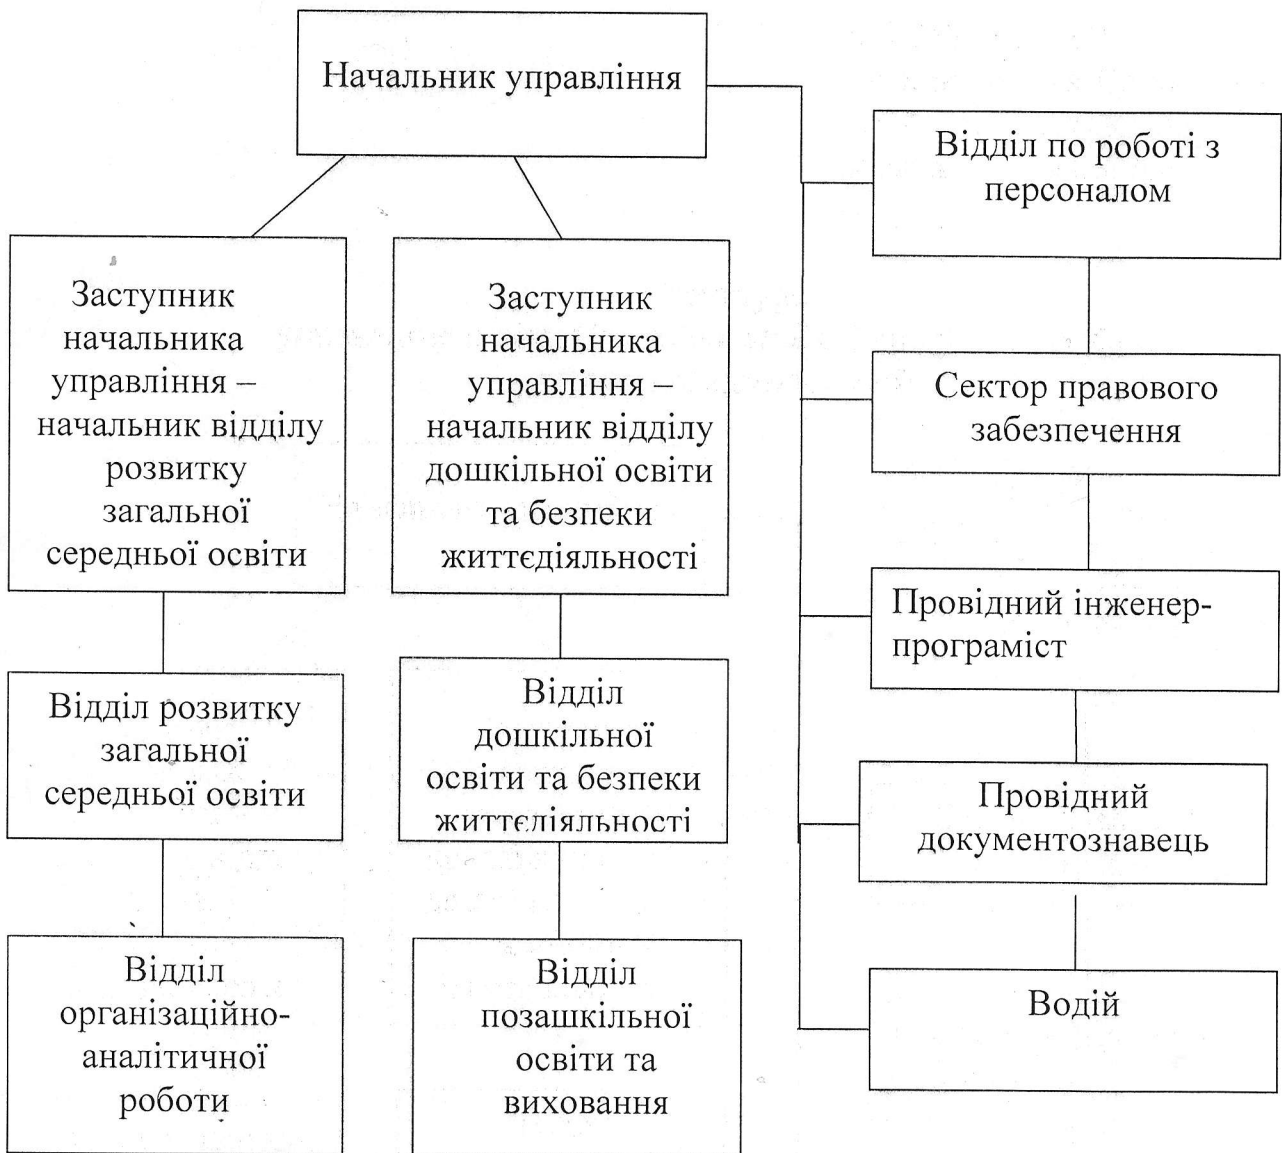 Начальник управління
Відділ по роботі з
персоналом
Заступник
начальника
управління –
начальник відділу
розвитку
загальної
середньої освіти
Заступник
начальника
управління –
начальник відділу
дошкільної освіти
та безпеки
життєдіяльності
Сектор правового
забезпечення
Провідний інженер-
програміст
Відділ розвитку
загальної
середньої освіти
Відділ
дошкільної
освіти та безпеки
життєдіяльності
Провідний
документознавець
Відділ
організаційно-
аналітичної
роботи
Відділ
позашкільної
освіти та
виховання
Водій